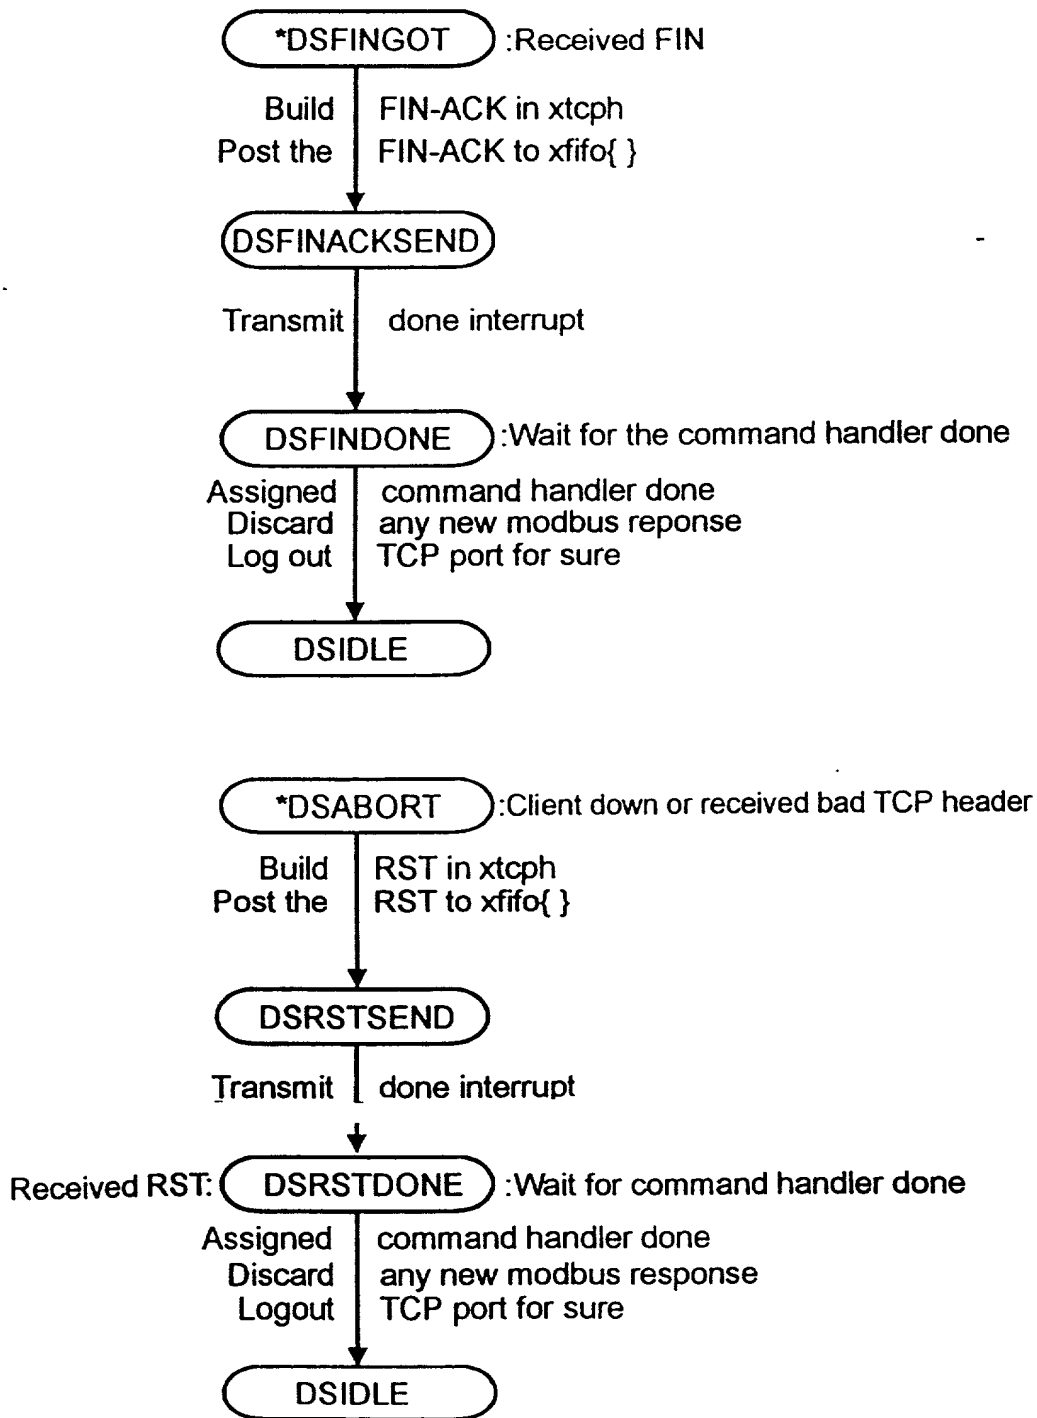 *DSFINGOT :Received FIN
Build FIN-ACK in xtcph
Post the FIN-ACK to xfifo{ }
DSFINACKSEND
Transmit done interrupt
DSFINDONE :Wait for the command handler done
Assigned command handler done
Discard any new modbus reponse
Log out TCP port for sure
DSIDLE
*DSABORT :Client down or received bad TCP header
Build RST in xtcph
Post the RST to xfifo{ }
DSRSTSEND
Transmit done interrupt
Received RST: DSRSTDONE :Wait for command handler done
Assigned command handler done
Discard any new modbus response
Logout TCP port for sure
DSIDLE